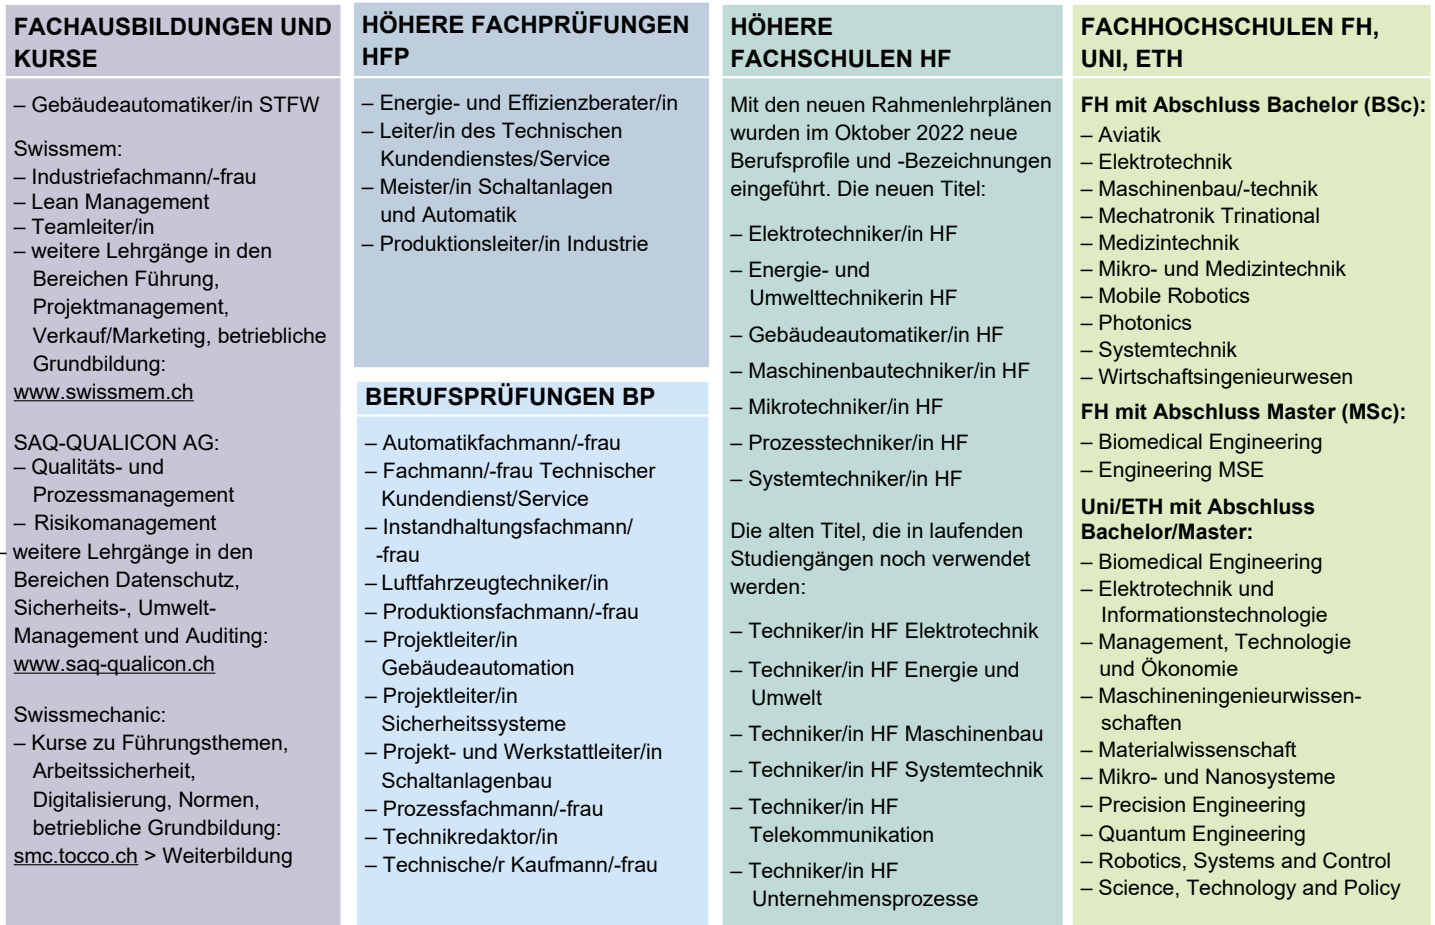 FACHAUSBILDUNGEN UND
KURSE
– Gebäudeautomatiker/in STFW
Swissmem:
– Industriefachmann/-frau
– Lean Management
– Teamleiter/in
– weitere Lehrgänge in den
Bereichen Führung,
Projektmanagement,
Verkauf/Marketing, betriebliche
Grundbildung:
www.swissmem.ch
SAQ-QUALICON AG:
– Qualitäts- und
Prozessmanagement
– Risikomanagement
– weitere Lehrgänge in den
Bereichen Datenschutz,
Sicherheits-, Umwelt-
Management und Auditing:
www.saq-qualicon.ch
Swissmechanic:
– Kurse zu Führungsthemen,
Arbeitssicherheit,
Digitalisierung, Normen,
betriebliche Grundbildung:
smc.tocco.ch > Weiterbildung
HÖHERE FACHPRÜFUNGEN
HFP
– Energie- und Effizienzberater/in
– Leiter/in des Technischen
Kundendienstes/Service
– Meister/in Schaltanlagen
und Automatik
– Produktionsleiter/in Industrie
BERUFSPRÜFUNGEN BP
– Automatikfachmann/-frau
– Fachmann/-frau Technischer
Kundendienst/Service
– Instandhaltungsfachmann/
-frau
– Luftfahrzeugtechniker/in
– Produktionsfachmann/-frau
– Projektleiter/in
Gebäudeautomation
– Projektleiter/in
Sicherheitssysteme
– Projekt- und Werkstattleiter/in
Schaltanlagenbau
– Prozessfachmann/-frau
– Technikredaktor/in
– Technische/r Kaufmann/-frau
HÖHERE
FACHSCHULEN HF
Mit den neuen Rahmenlehrplänen
wurden im Oktober 2022 neue
Berufsprofile und -Bezeichnungen
eingeführt. Die neuen Titel:
– Elektrotechniker/in HF
– Energie- und
Umwelttechnikerin HF
– Gebäudeautomatiker/in HF
– Maschinenbautechniker/in HF
– Mikrotechniker/in HF
– Prozesstechniker/in HF
– Systemtechniker/in HF
Die alten Titel, die in laufenden
Studiengängen noch verwendet
werden:
– Techniker/in HF Elektrotechnik
– Techniker/in HF Energie und
Umwelt
– Techniker/in HF Maschinenbau
– Techniker/in HF Systemtechnik
– Techniker/in HF
Telekommunikation
– Techniker/in HF
Unternehmensprozesse
FACHHOCHSCHULEN FH,
UNI, ETH
FH mit Abschluss Bachelor (BSc):
– Aviatik
– Elektrotechnik
– Maschinenbau/-technik
– Mechatronik Trinational
– Medizintechnik
– Mikro- und Medizintechnik
– Mobile Robotics
– Photonics
– Systemtechnik
– Wirtschaftsingenieurwesen
FH mit Abschluss Master (MSc):
– Biomedical Engineering
– Engineering MSE
Uni/ETH mit Abschluss
Bachelor/Master:
– Biomedical Engineering
– Elektrotechnik und
Informationstechnologie
– Management, Technologie
und Ökonomie
– Maschineningenieurwissen-
schaften
– Materialwissenschaft
– Mikro- und Nanosysteme
– Precision Engineering
– Quantum Engineering
– Robotics, Systems and Control
– Science, Technology and Policy